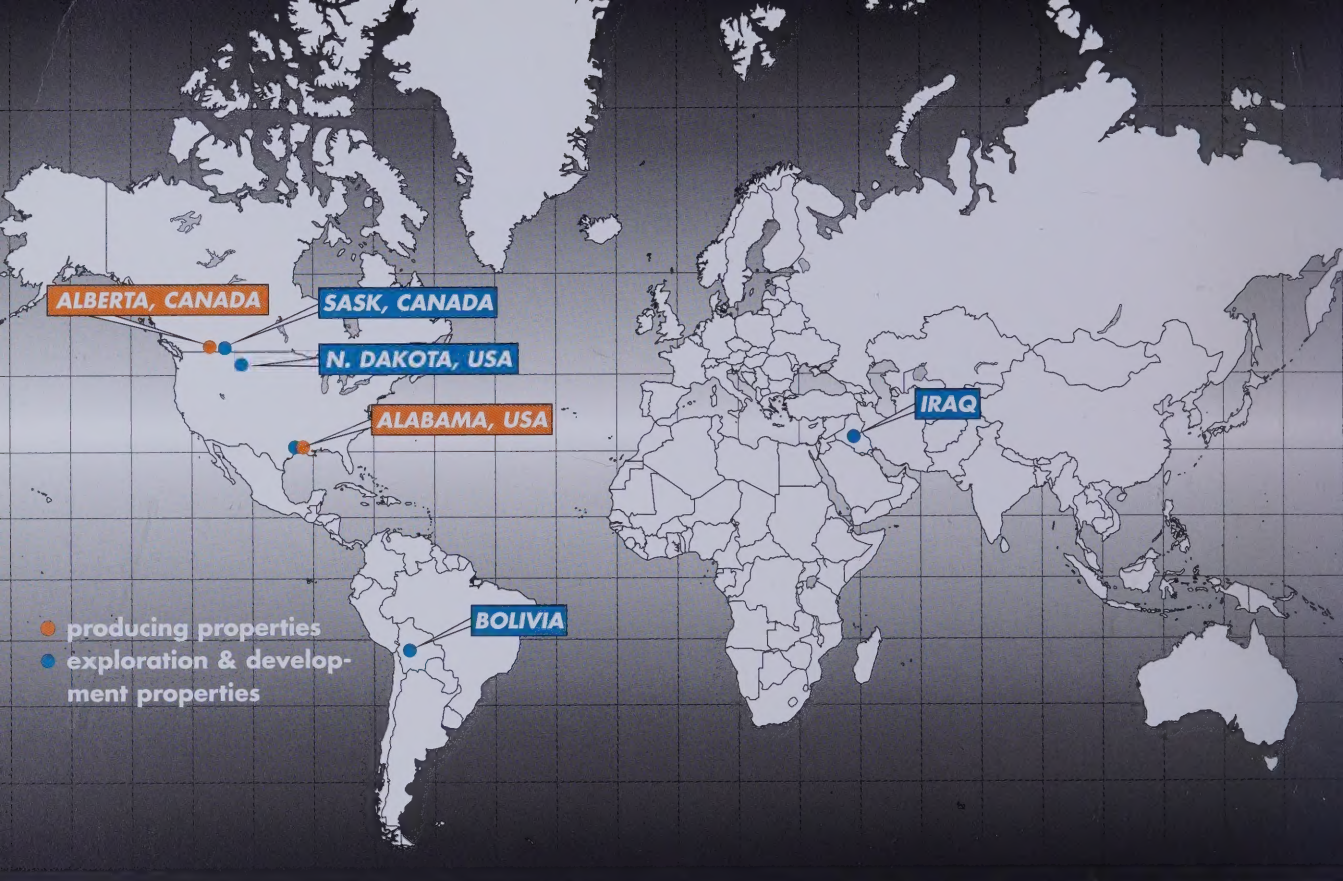 ALBERTA, CANADA
SASK, CANADA
N. DAKOTA, USA
ALABAMA, USA
IRAQ
BOLIVIA
producing properties
exploration & develop-
ment properties